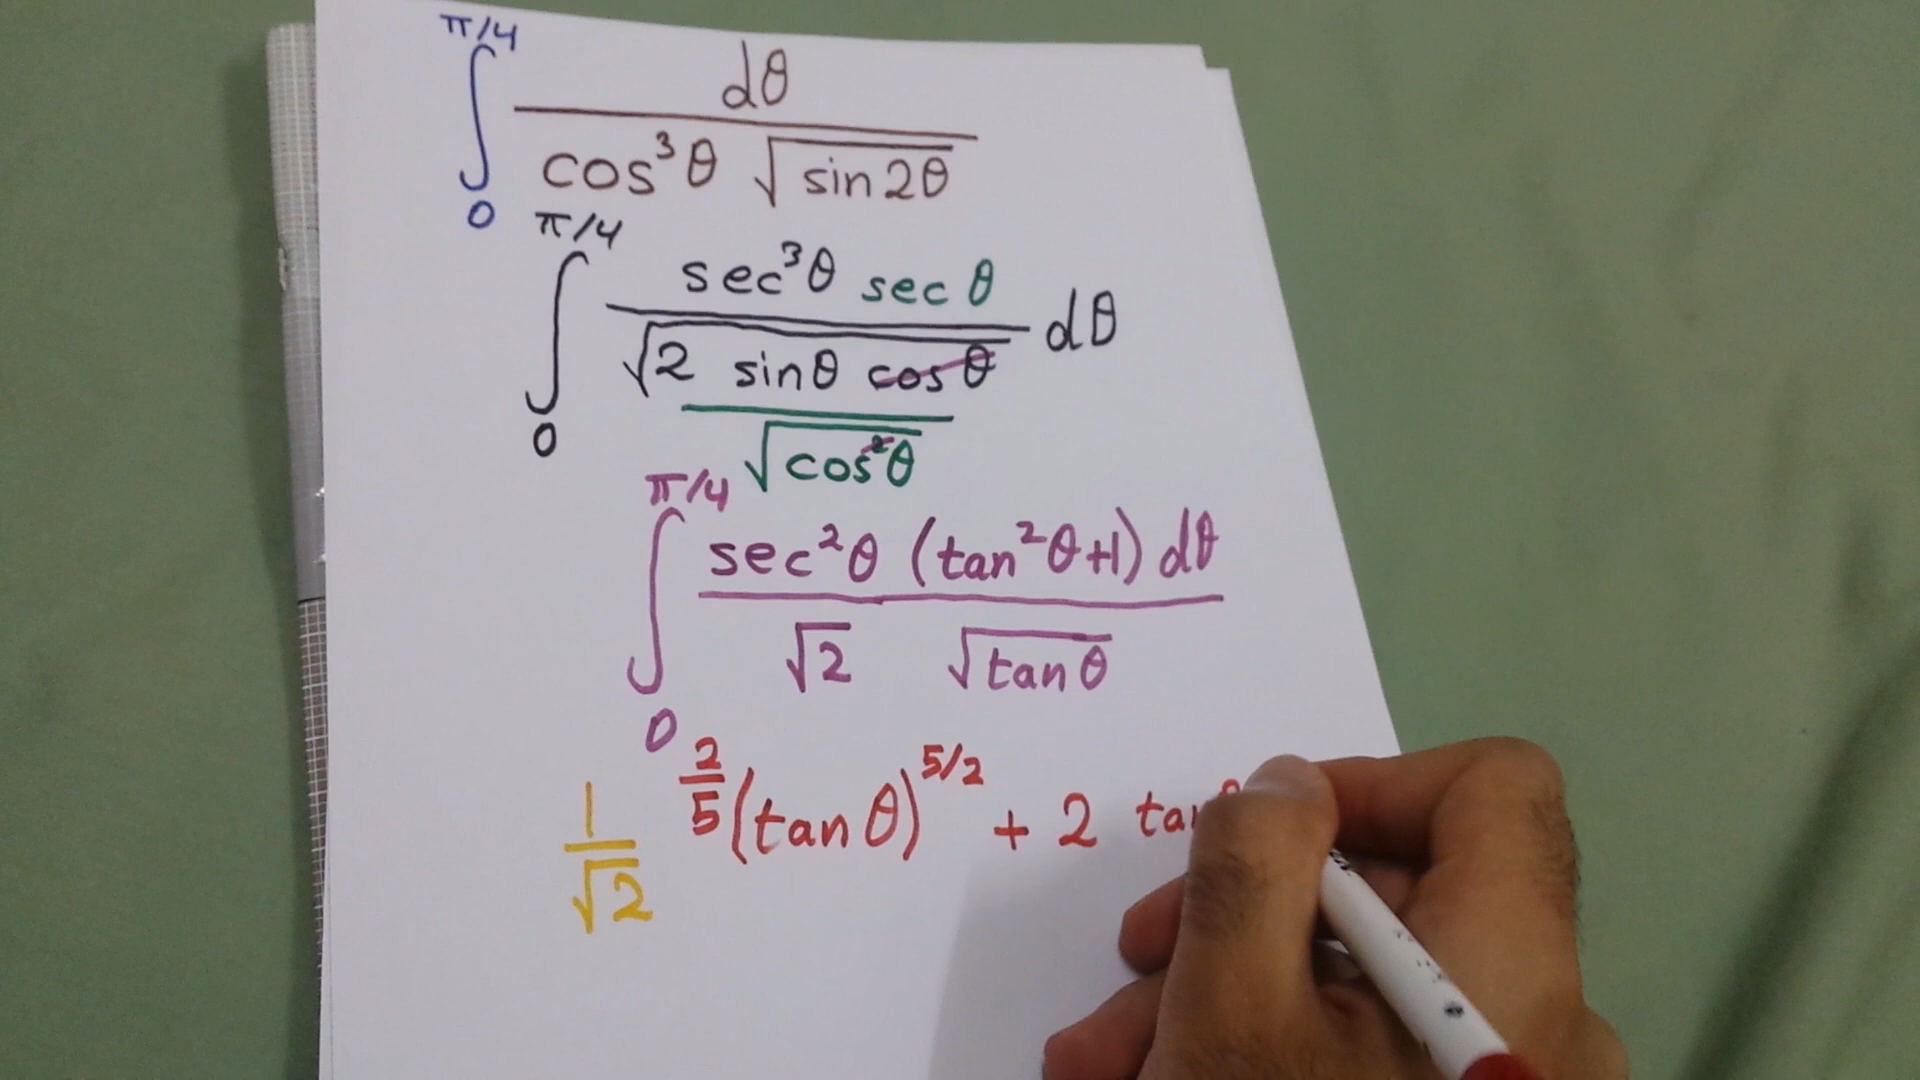 π/4
∫ dθ
0 cos³θ √sin2θ
π/4
∫ sec³θ secθ dθ
0 √2 sinθ cosθ
√cos²θ
π/4
∫ sec²θ (tan²θ+1) dθ
0 √2 √tanθ
1/√2 2/5 (tanθ)^5/2 + 2